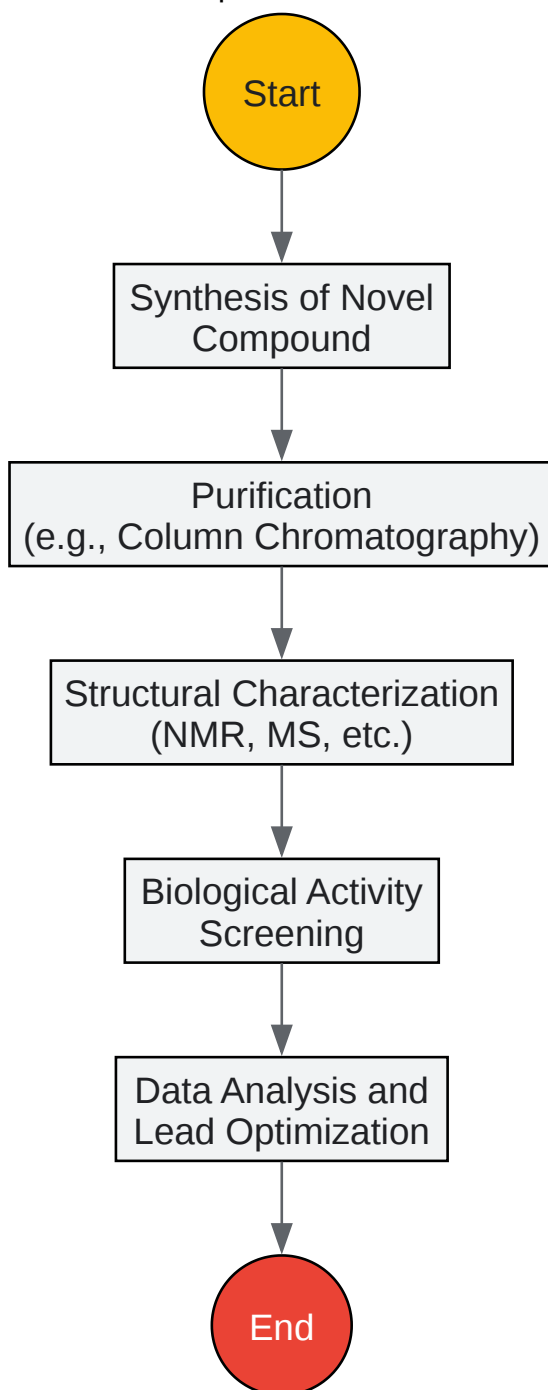 Start
Synthesis of Novel
Compound
Purification
(e.g., Column Chromatography)
Structural Characterization
(NMR, MS, etc.)
Biological Activity
Screening
Data Analysis and
Lead Optimization
End